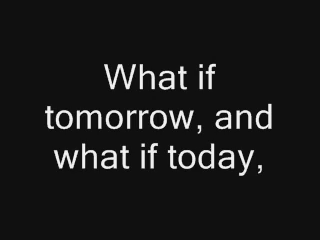 What if
tomorrow, and
what if today,